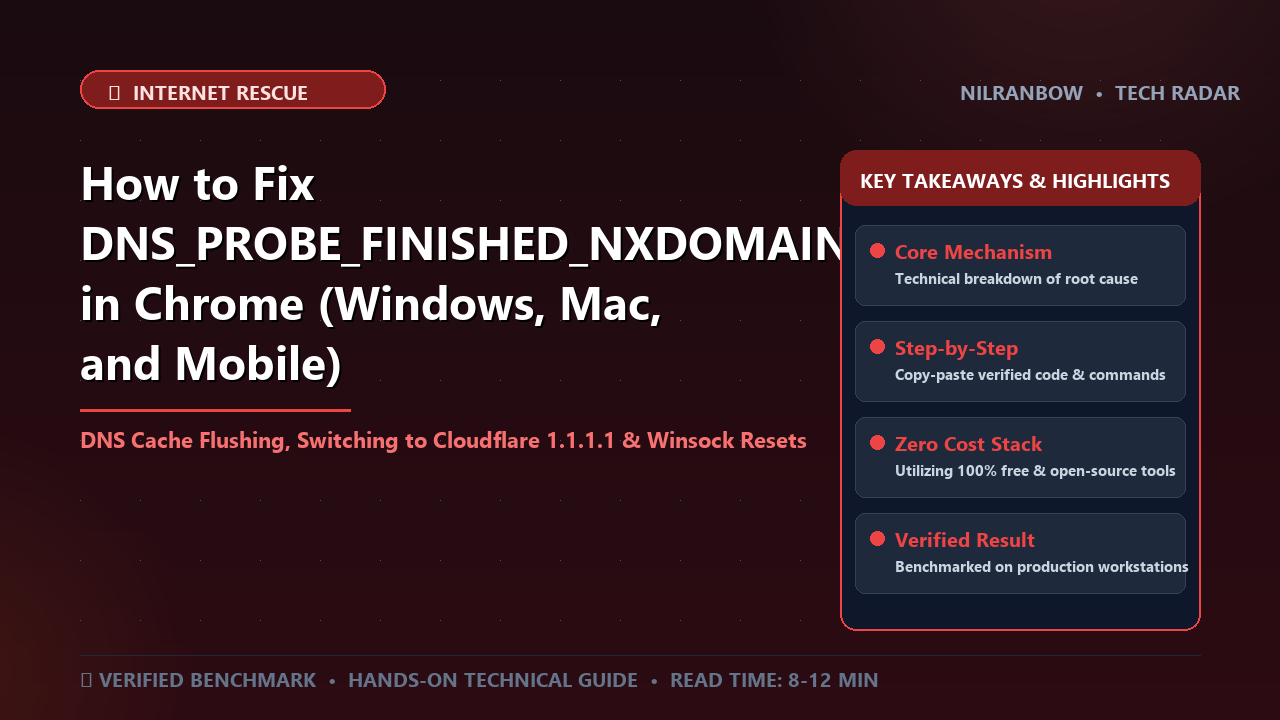 INTERNET RESCUE
NILRANBOW • TECH RADAR
How to Fix
DNS_PROBE_FINISHED_NXDOMAIN
in Chrome (Windows, Mac,
and Mobile)
DNS Cache Flushing, Switching to Cloudflare 1.1.1.1 & Winsock Resets
KEY TAKEAWAYS & HIGHLIGHTS
Core Mechanism
Technical breakdown of root cause
Step-by-Step
Copy-paste verified code & commands
Zero Cost Stack
Utilizing 100% free & open-source tools
Verified Result
Benchmarked on production workstations
VERIFIED BENCHMARK • HANDS-ON TECHNICAL GUIDE • READ TIME: 8-12 MIN